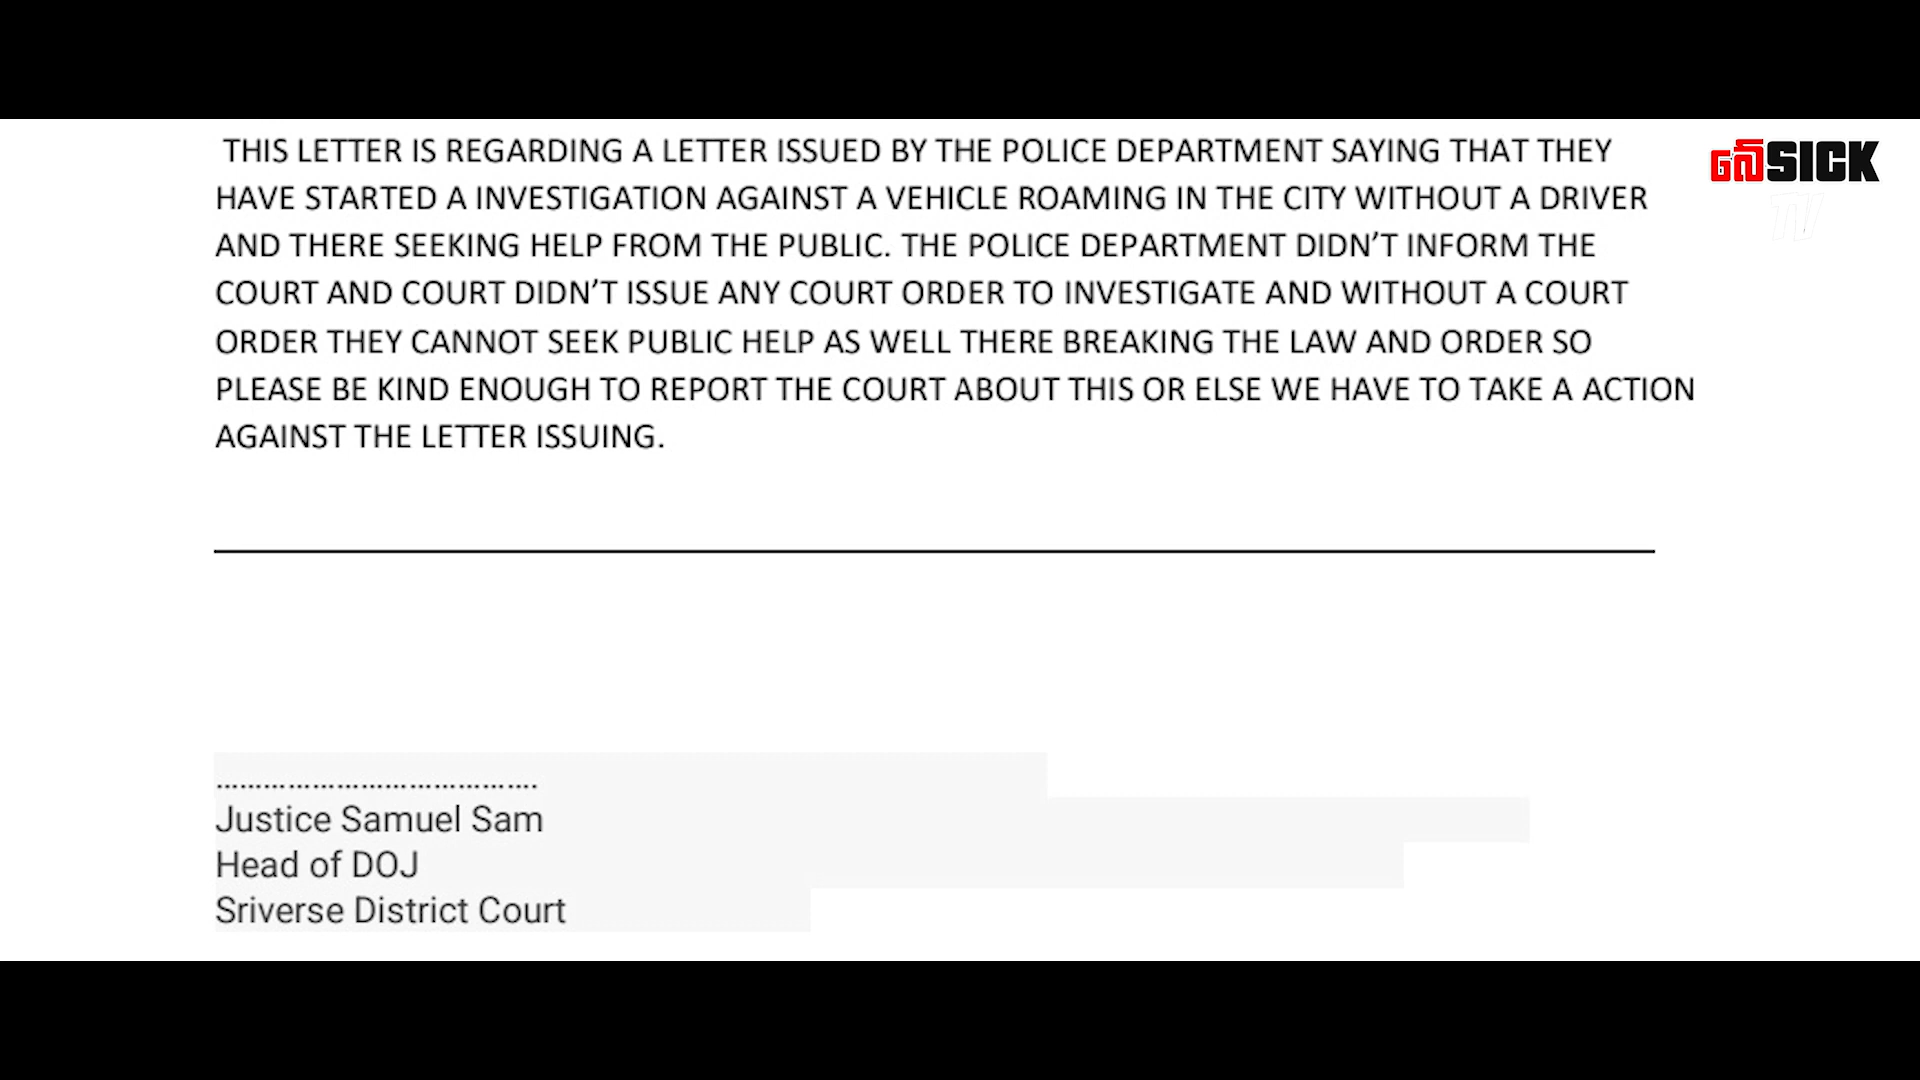 THIS LETTER IS REGARDING A LETTER ISSUED BY THE POLICE DEPARTMENT SAYING THAT THEY
HAVE STARTED A INVESTIGATION AGAINST A VEHICLE ROAMING IN THE CITY WITHOUT A DRIVER
AND THERE SEEKING HELP FROM THE PUBLIC. THE POLICE DEPARTMENT DIDN’T INFORM THE
COURT AND COURT DIDN’T ISSUE ANY COURT ORDER TO INVESTIGATE AND WITHOUT A COURT
ORDER THEY CANNOT SEEK PUBLIC HELP AS WELL THERE BREAKING THE LAW AND ORDER SO
PLEASE BE KIND ENOUGH TO REPORT THE COURT ABOUT THIS OR ELSE WE HAVE TO TAKE A ACTION
AGAINST THE LETTER ISSUING.
.......................................
Justice Samuel Sam
Head of DOJ
Sriverse District Court
SICK
TV